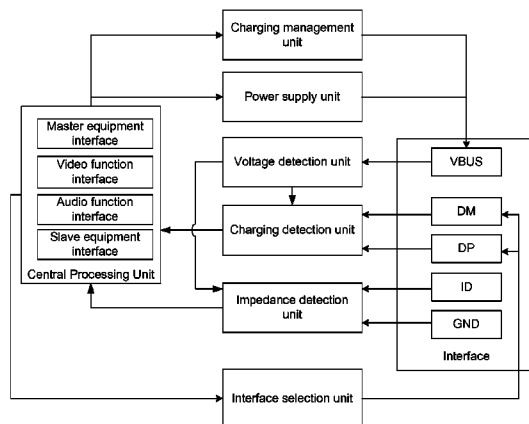 Charging management
unit
Power supply unit
Master equipment
interface
Video function
interface
Audio function
interface
Slave equipment
interface
Central Processing Unit
Voltage detection unit
Charging detection unit
Impedance detection
unit
Interface selection unit
VBUS
DM
DP
ID
GND
Interface